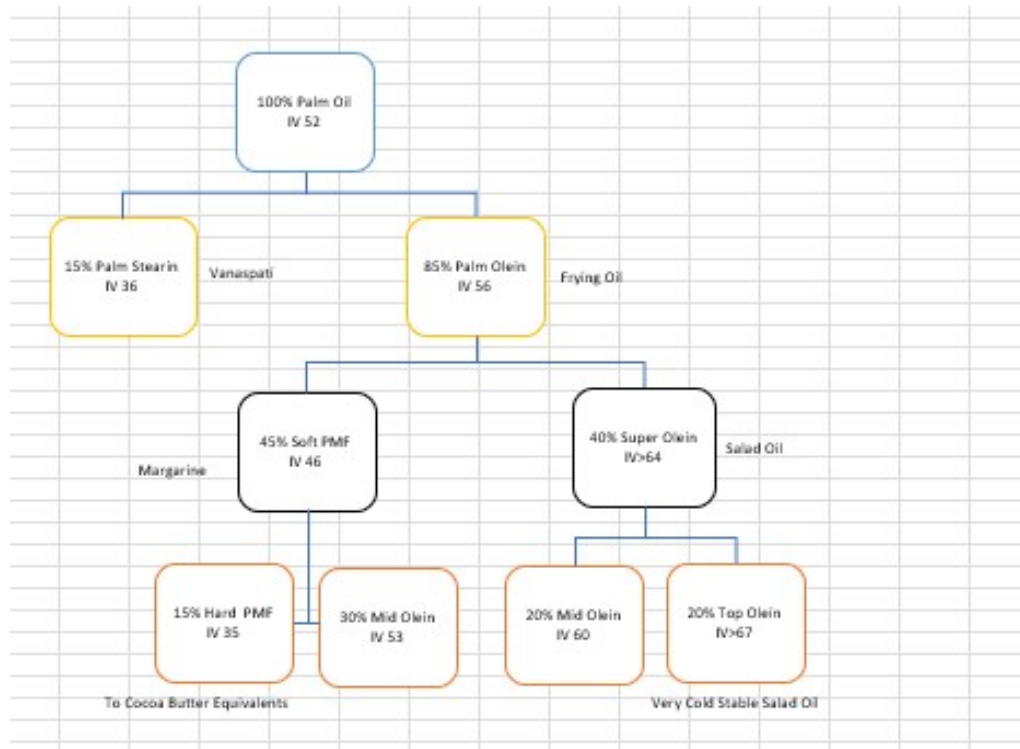 100% Palm Oil
IV 52
15% Palm Stearin
IV 36
Vanaspati
85% Palm Olein
IV 56
Frying Oil
45% Soft PMF
IV 46
Margarine
40% Super Olein
IV>64
Salad Oil
15% Hard PMF
IV 35
30% Mid Olein
IV 53
20% Mid Olein
IV 60
20% Top Olein
IV>67
To Cocoa Butter Equivalents
Very Cold Stable Salad Oil